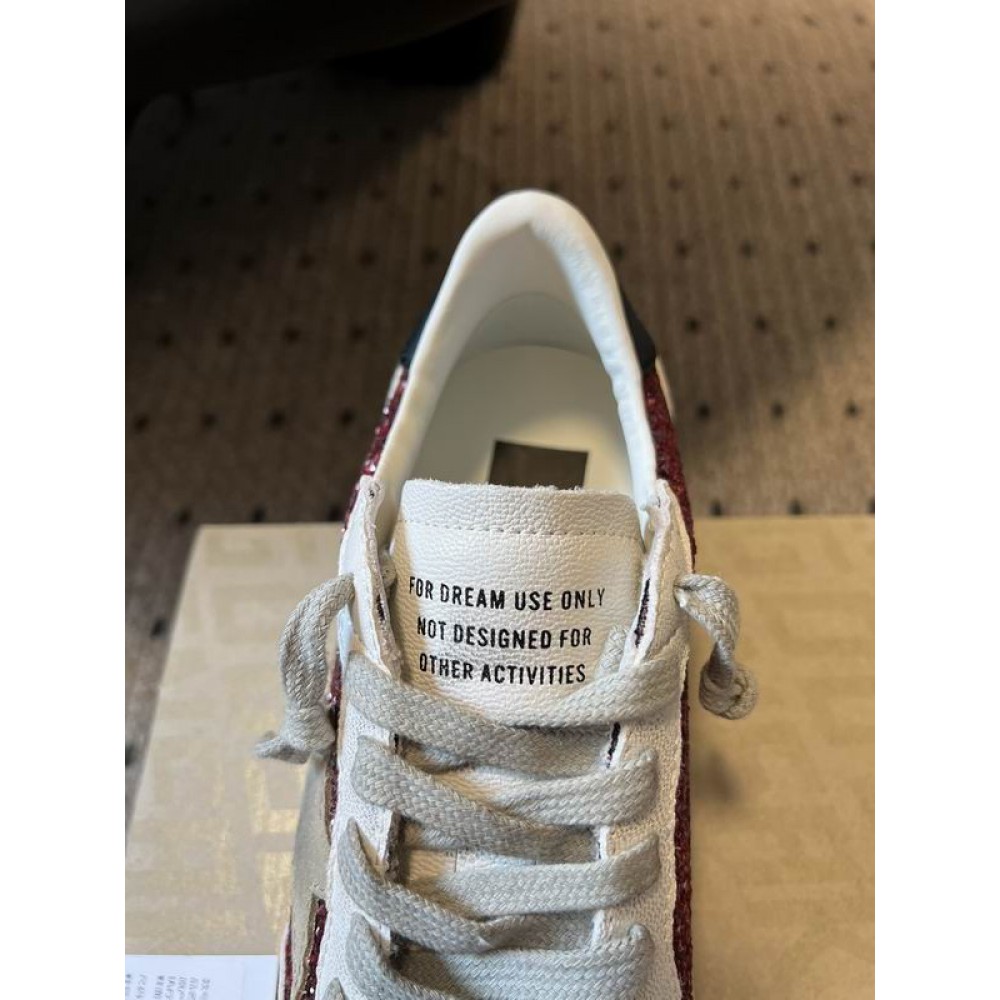 FOR DREAM USE ONLY
NOT DESIGNED FOR
OTHER ACTIVITIES